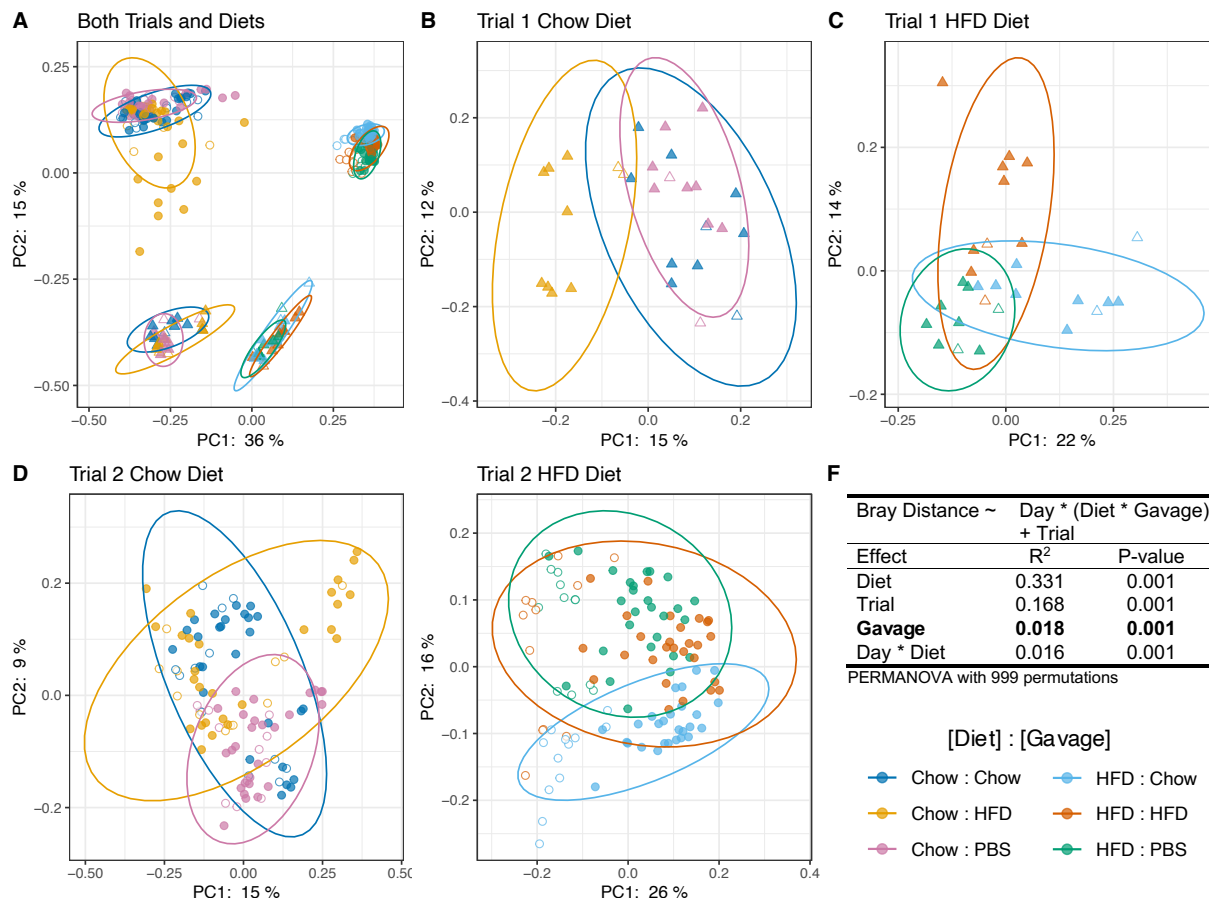 A Both Trials and Diets
0.25
0.00
−0.25
−0.50
PC2: 15 %
−0.50 −0.25 0.00 0.25
PC1: 36 %
B Trial 1 Chow Diet
0.2
0.0
−0.2
−0.4
PC2: 12 %
−0.2 0.0 0.2
PC1: 15 %
C Trial 1 HFD Diet
0.2
0.0
−0.2
PC2: 14 %
−0.25 0.00 0.25
PC1: 22 %
D Trial 2 Chow Diet
0.2
0.0
−0.2
PC2: 9 %
−0.50 −0.25 0.00 0.25
PC1: 15 %
Trial 2 HFD Diet
0.2
0.1
0.0
−0.1
−0.2
PC2: 16 %
−0.2 0.0 0.2 0.4
PC1: 26 %
F
Bray Distance ~ Day * (Diet * Gavage)
+ Trial
Effect R2 P-value
Diet 0.331 0.001
Trial 0.168 0.001
Gavage 0.018 0.001
Day * Diet 0.016 0.001
PERMANOVA with 999 permutations
[Diet] : [Gavage]
Chow : Chow HFD : Chow
Chow : HFD HFD : HFD
Chow : PBS HFD : PBS